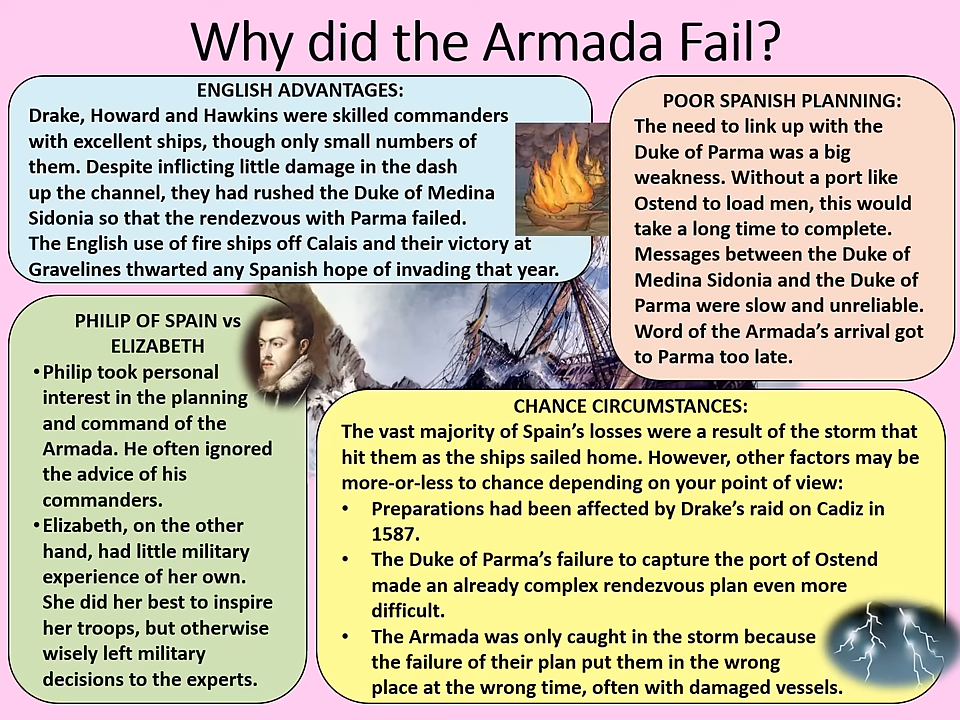 Why did the Armada Fail?
ENGLISH ADVANTAGES:
Drake, Howard and Hawkins were skilled commanders
with excellent ships, though only small numbers of
them. Despite inflicting little damage in the dash
up the channel, they had rushed the Duke of Medina
Sidonia so that the rendezvous with Parma failed.
The English use of fire ships off Calais and their victory at
Gravelines thwarted any Spanish hope of invading that year.
POOR SPANISH PLANNING:
The need to link up with the
Duke of Parma was a big
weakness. Without a port like
Ostend to load men, this would
take a long time to complete.
Messages between the Duke of
Medina Sidonia and the Duke of
Parma were slow and unreliable.
Word of the Armada's arrival got
to Parma too late.
PHILIP OF SPAIN vs
ELIZABETH
• Philip took personal
interest in the planning
and command of the
Armada. He often ignored
the advice of his
commanders.
• Elizabeth, on the other
hand, had little military
experience of her own.
She did her best to inspire
her troops, but otherwise
wisely left military
decisions to the experts.
CHANCE CIRCUMSTANCES:
The vast majority of Spain's losses were a result of the storm that
hit them as the ships sailed home. However, other factors may be
more-or-less to chance depending on your point of view:
• Preparations had been affected by Drake's raid on Cadiz in
1587.
• The Duke of Parma's failure to capture the port of Ostend
made an already complex rendezvous plan even more
difficult.
• The Armada was only caught in the storm because
the failure of their plan put them in the wrong
place at the wrong time, often with damaged vessels.